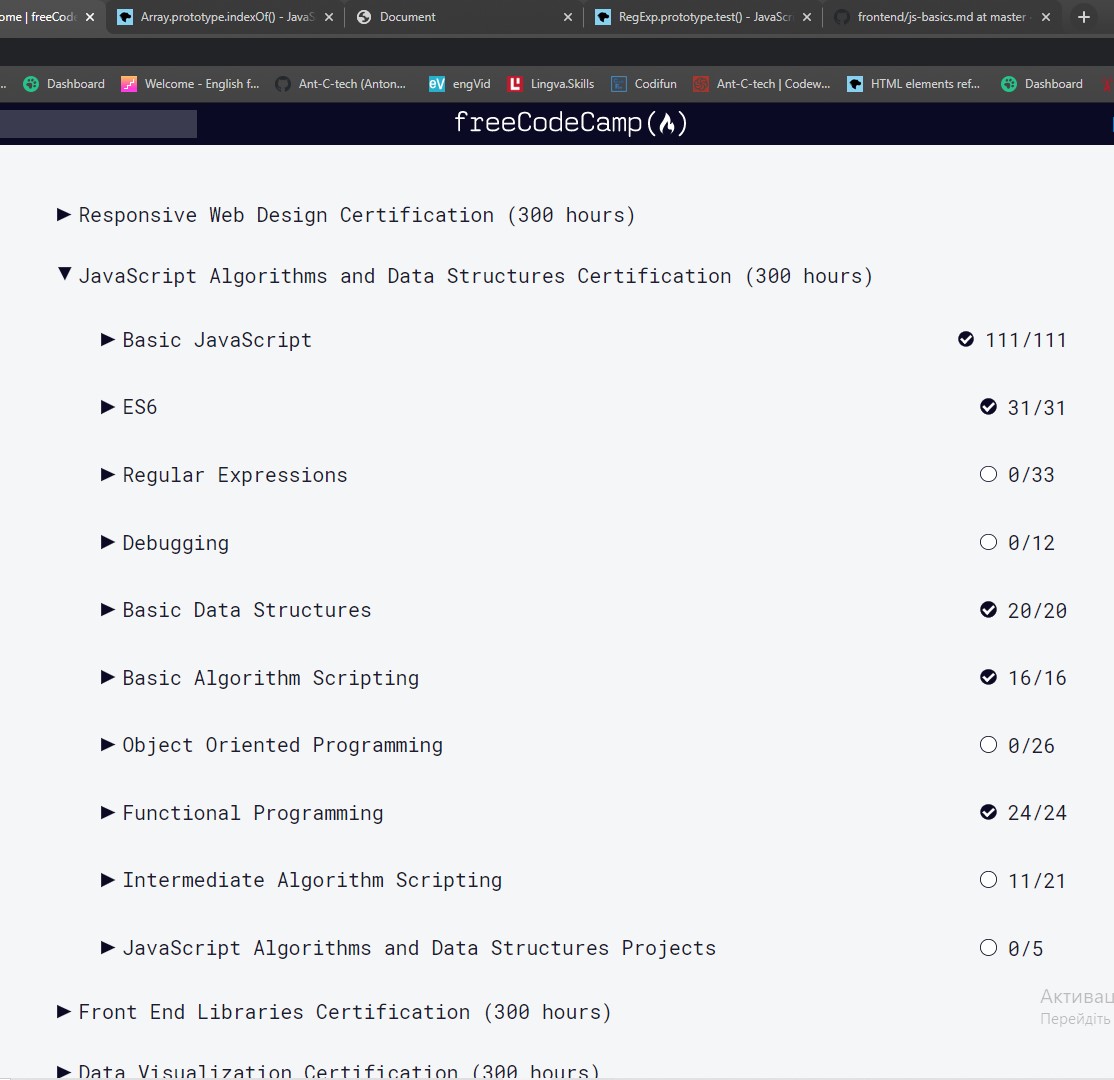 ome | freeCod Array.prototype.indexOf() - JavaS Document RegExp.prototype.test() - JavaScr frontend/js-basics.md at master
... Dashboard Welcome - English f... Ant-C-tech (Anton... eV engVid L Lingva.Skills Codifun Ant-C-tech | Codew... HTML elements ref... Dashboard
freeCodeCamp
Responsive Web Design Certification (300 hours)
JavaScript Algorithms and Data Structures Certification (300 hours)
Basic JavaScript 111/111
ES6 31/31
Regular Expressions 0/33
Debugging 0/12
Basic Data Structures 20/20
Basic Algorithm Scripting 16/16
Object Oriented Programming 0/26
Functional Programming 24/24
Intermediate Algorithm Scripting 11/21
JavaScript Algorithms and Data Structures Projects 0/5
Front End Libraries Certification (300 hours)
Активац
Перейдіть
Data Visualization Certification (300 hours)